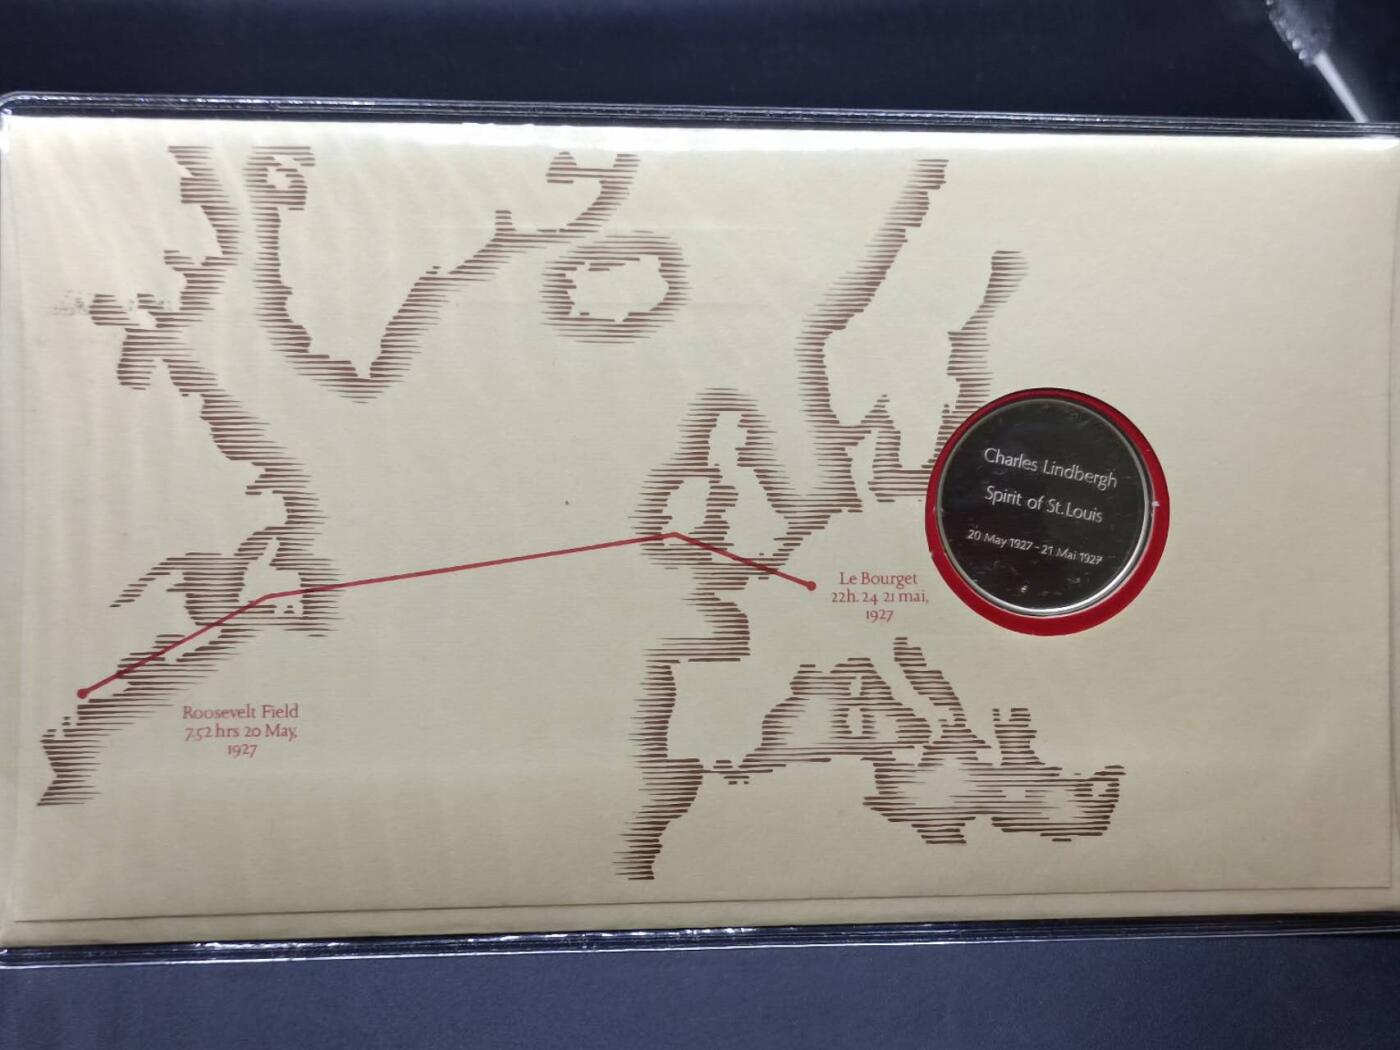 Charles Lindbergh
Spirit of St. Louis
20 May 1927 - 21 Mai 1927
Le Bourget
22h. 24 21 mai,
1927
Roosevelt Field
7.52 hrs 20 May,
1927